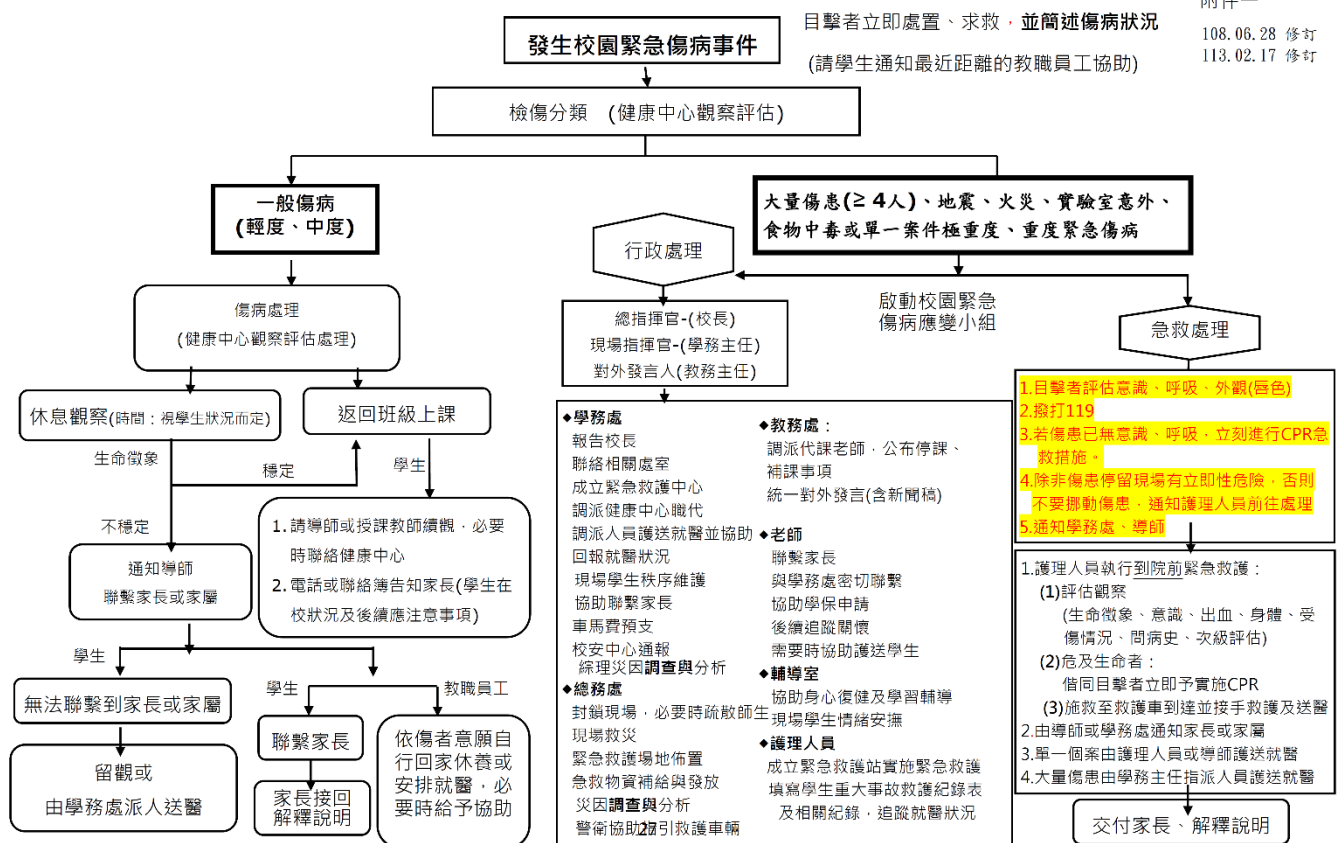 附件一
目擊者立即處置、求救，並簡述傷病狀況
(請學生通知最近距離的教職員工協助)
108.06.28 修訂
113.02.17 修訂
發生校園緊急傷病事件
檢傷分類 (健康中心觀察評估)
一般傷病
(輕度、中度)
大量傷患(≥ 4人)、地震、火災、實驗室意外、
食物中毒或單一案件極重度、重度緊急傷病
傷病處理
(健康中心觀察評估處理)
休息觀察(時間：視學生狀況而定)
返回班級上課
生命徵象
穩定
學生
不穩定
1. 請導師或授課教師續觀，必要
時聯絡健康中心
2. 電話或聯絡簿告知家長(學生在
校狀況及後續應注意事項)
通知導師
聯繫家長或家屬
學生
無法聯繫到家長或家屬
留觀或
由學務處派人送醫
學生
教職員工
聯繫家長
家長接回
解釋說明
依傷者意願自
行回家休養或
安排就醫，必
要時給予協助
行政處理
啟動校園緊急
傷病應變小組
總指揮官-(校長)
現場指揮官-(學務主任)
對外發言人(教務主任)
◆學務處
報告校長
聯絡相關處室
成立緊急救護中心
調派健康中心職代
調派人員護送就醫並協助
回報就醫狀況
現場學生秩序維護
協助聯繫家長
車馬費預支
校安中心通報
綜理災因調查與分析
◆總務處
封鎖現場，必要時疏散師生
現場救災
緊急救護場地佈置
急救物資補給與發放
災因調查與分析
警衛協助指引救護車輛
27
◆教務處：
調派代課老師，公布停課、
補課事項
統一對外發言(含新聞稿)
◆老師
聯繫家長
與學務處密切聯繫
協助學保申請
後續追蹤關懷
需要時協助護送學生
◆輔導室
協助身心復健及學習輔導
現場學生情緒安撫
◆護理人員
成立緊急救護站實施緊急救護
填寫學生重大事故救護紀錄表
及相關紀錄，追蹤就醫狀況
急救處理
1.目擊者評估意識、呼吸、外觀(唇色)
2.撥打119
3.若傷患已無意識、呼吸，立刻進行CPR急
救措施。
4.除非傷患停留現場有立即性危險，否則
不要挪動傷患，通知護理人員前往處理
5.通知學務處、導師
1.護理人員執行到院前緊急救護：
(1)評估觀察
(生命徵象、意識、出血、身體、受
傷情況、問病史、次級評估)
(2)危及生命者：
偕同目擊者立即予實施CPR
(3)施救至救護車到達並接手救護及送醫
2.由導師或學務處通知家長或家屬
3.單一個案由護理人員或導師護送就醫
4.大量傷患由學務主任指派人員護送就醫
交付家長、解釋說明